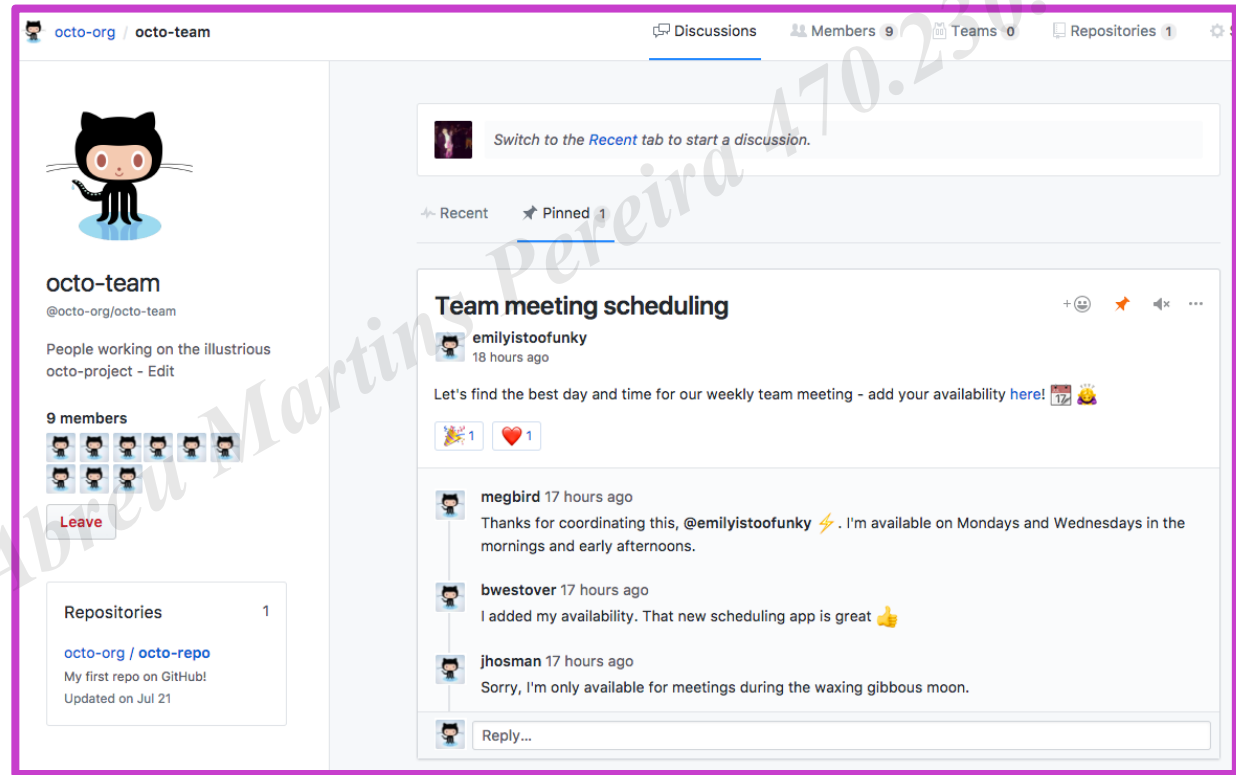 octo-org / octo-team
Discussions
Members 9
Teams 0
Repositories 1
Switch to the Recent tab to start a discussion.
Recent
Pinned 1
octo-team
@octo-org/octo-team
People working on the illustrious
octo-project - Edit
9 members
Leave
Repositories 1
octo-org / octo-repo
My first repo on GitHub!
Updated on Jul 21
Team meeting scheduling
emilyistoofunky
18 hours ago
Let's find the best day and time for our weekly team meeting - add your availability here!
1
1
megbird 17 hours ago
Thanks for coordinating this, @emilyistoofunky ⚡. I'm available on Mondays and Wednesdays in the
mornings and early afternoons.
bwestover 17 hours ago
I added my availability. That new scheduling app is great 👍
jhosman 17 hours ago
Sorry, I'm only available for meetings during the waxing gibbous moon.
Reply...
Abreu Martins Pereira 470.230.